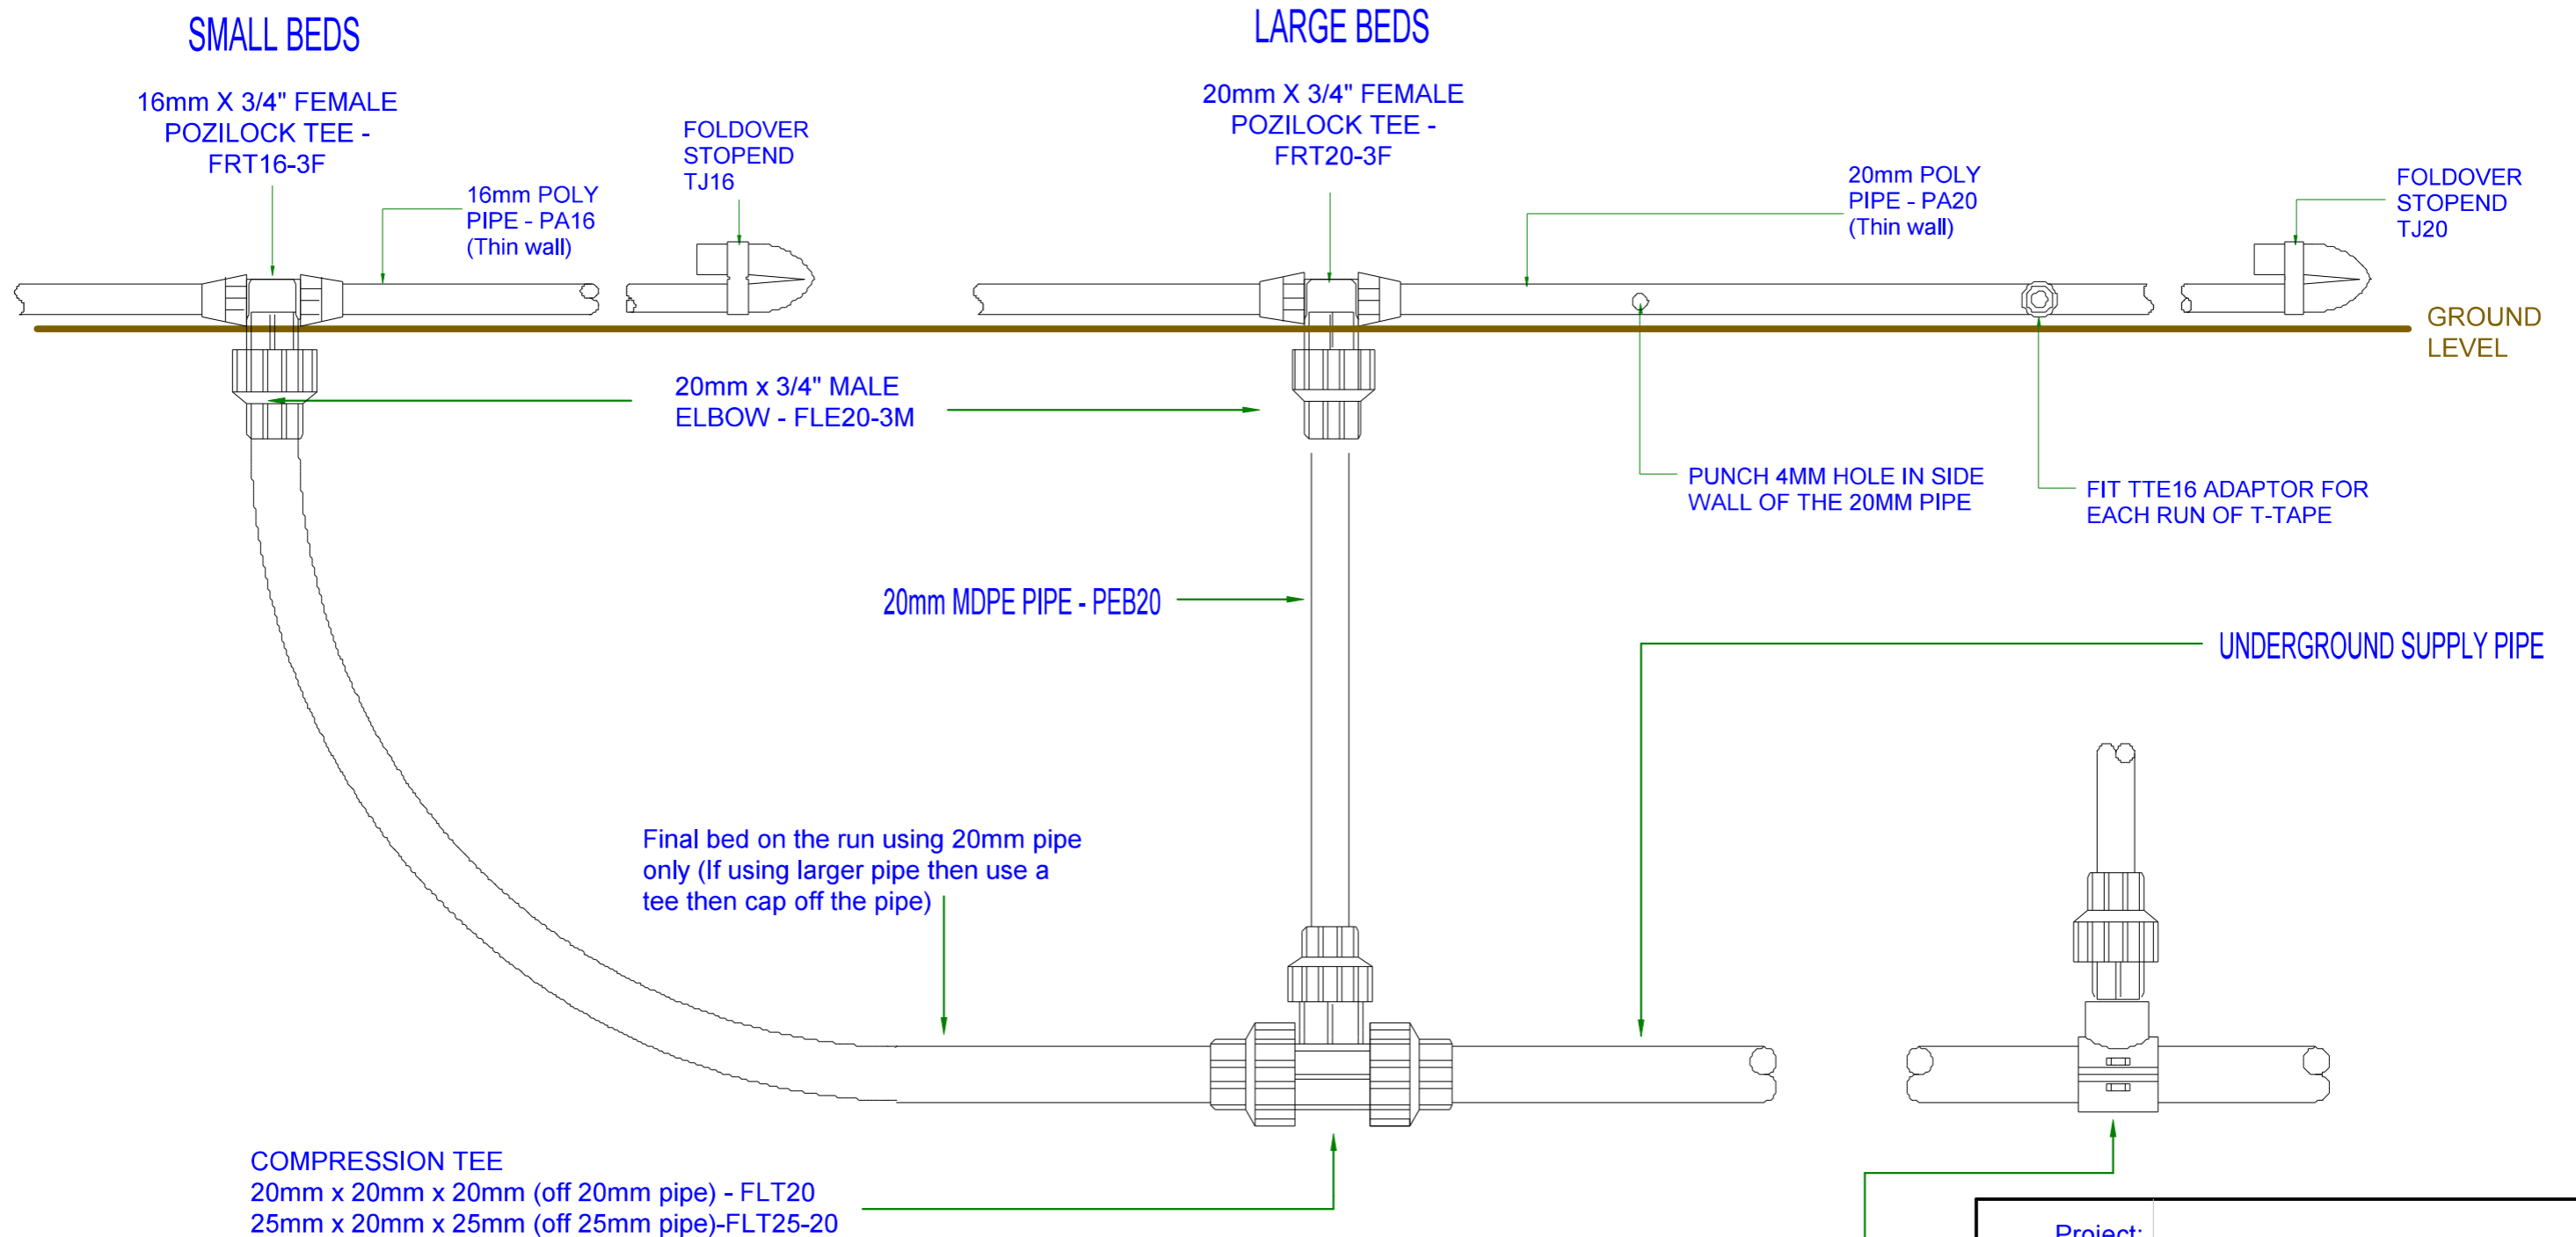 SMALL BEDS
LARGE BEDS
16mm X 3/4" FEMALE
POZILOCK TEE -
FRT16-3F
FOLDOVER
STOPEND
TJ16
16mm POLY
PIPE - PA16
(Thin wall)
20mm X 3/4" FEMALE
POZILOCK TEE -
FRT20-3F
20mm POLY
PIPE - PA20
(Thin wall)
FOLDOVER
STOPEND
TJ20
GROUND
LEVEL
20mm x 3/4" MALE
ELBOW - FLE20-3M
PUNCH 4MM HOLE IN SIDE
WALL OF THE 20MM PIPE
FIT TTE16 ADAPTOR FOR
EACH RUN OF T-TAPE
20mm MDPE PIPE - PEB20
UNDERGROUND SUPPLY PIPE
Final bed on the run using 20mm pipe
only (If using larger pipe then use a
tee then cap off the pipe)
COMPRESSION TEE
20mm x 20mm x 20mm (off 20mm pipe) - FLT20
25mm x 20mm x 25mm (off 25mm pipe)-FLT25-20
Project: